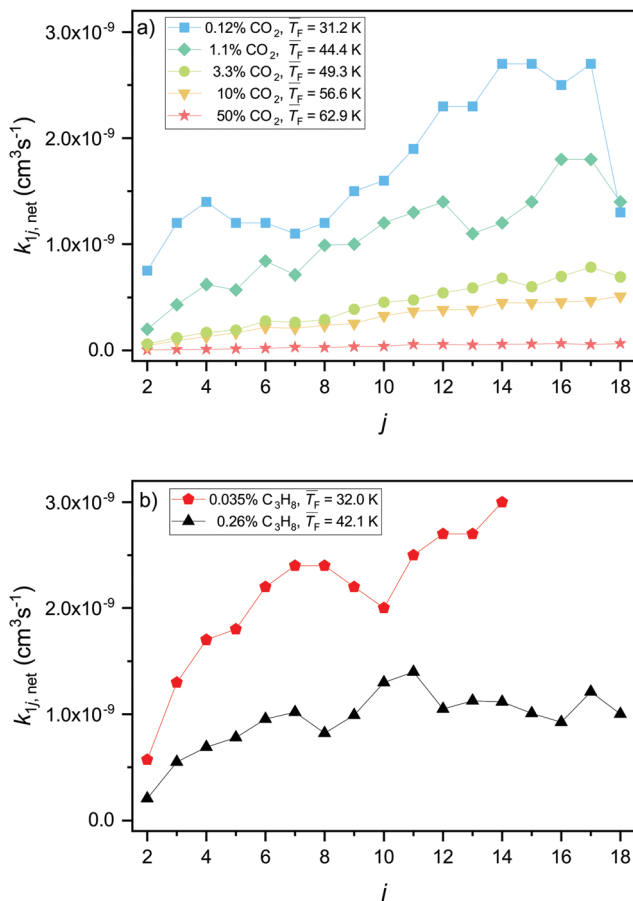 a)
0.12% CO₂, T̅F = 31.2 K
1.1% CO₂, T̅F = 44.4 K
3.3% CO₂, T̅F = 49.3 K
10% CO₂, T̅F = 56.6 K
50% CO₂, T̅F = 62.9 K
3.0x10⁻⁹
2.0x10⁻⁹
1.0x10⁻⁹
0.0
k1j, net (cm³s⁻¹)
2 4 6 8 10 12 14 16 18
j
b)
0.035% C₃H₈, T̅F = 32.0 K
0.26% C₃H₈, T̅F = 42.1 K
3.0x10⁻⁹
2.0x10⁻⁹
1.0x10⁻⁹
0.0
k1j, net (cm³s⁻¹)
2 4 6 8 10 12 14 16 18
j